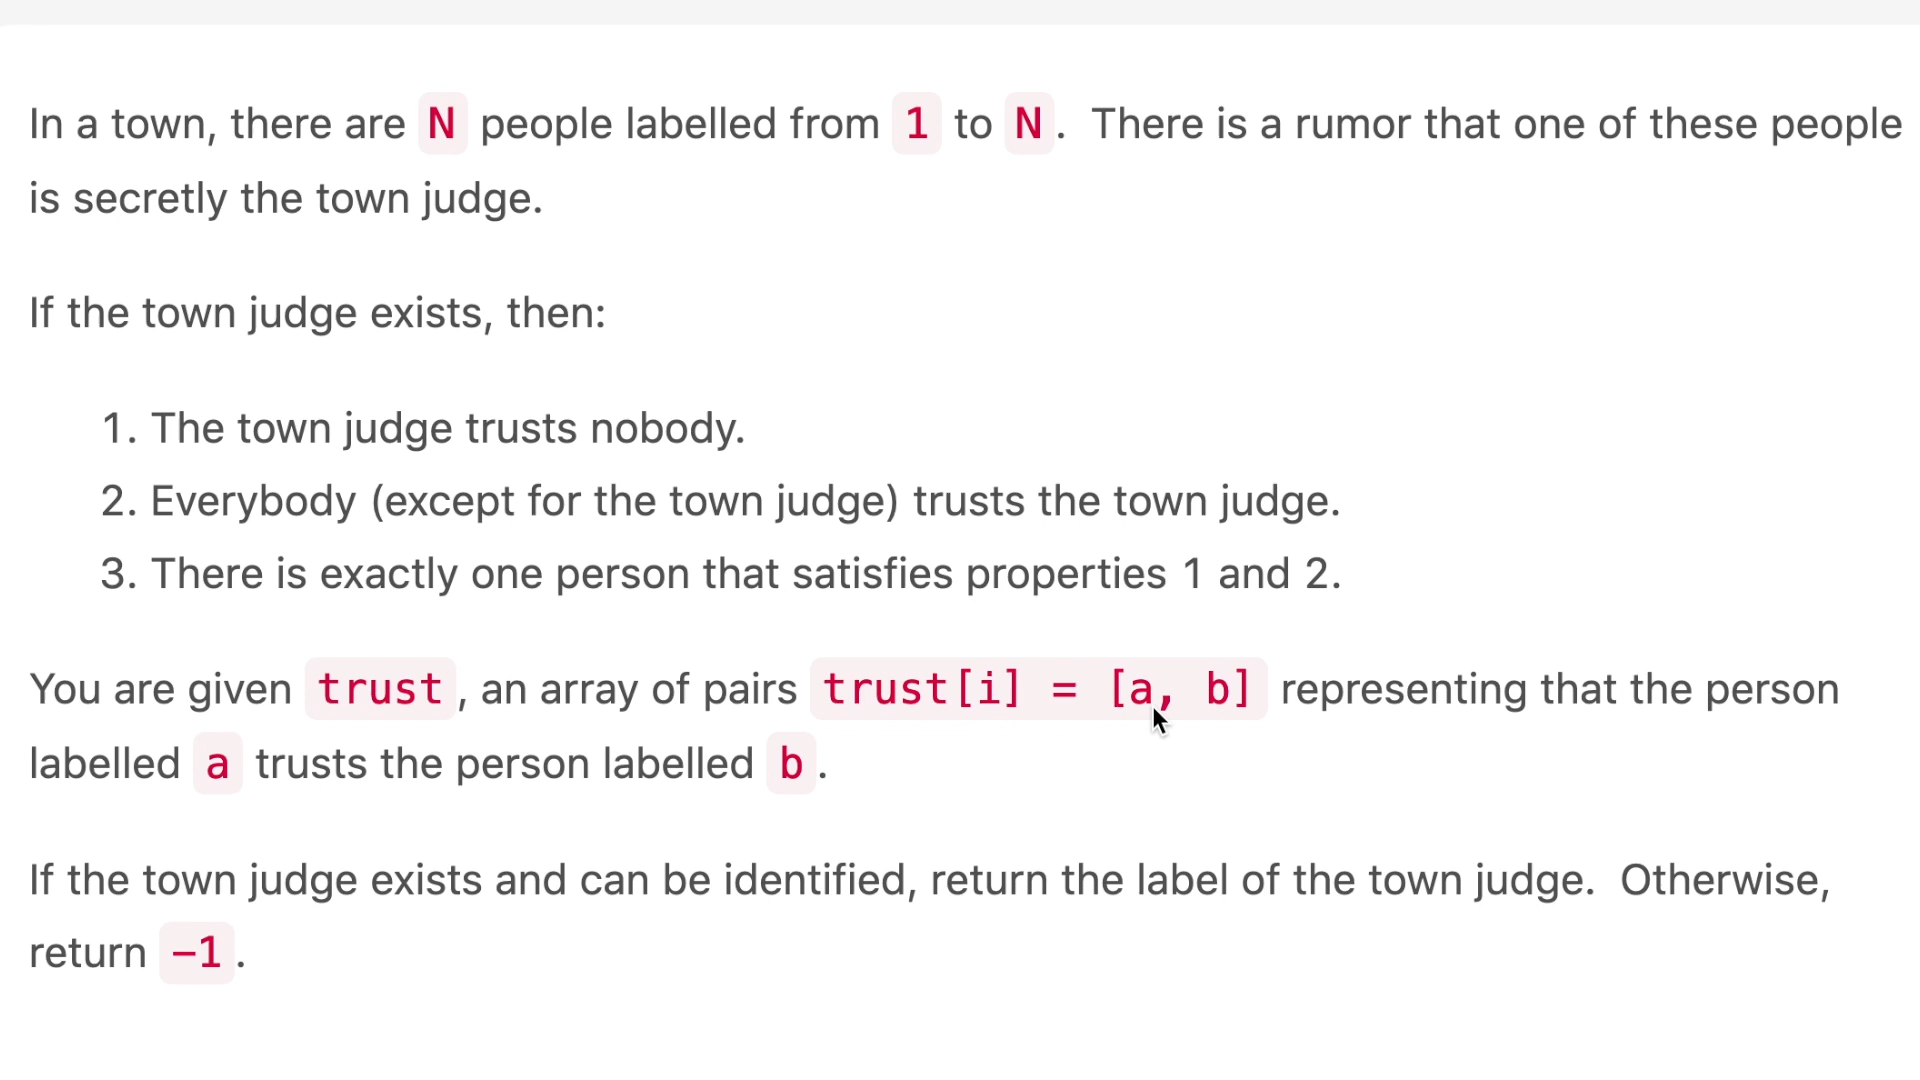 In a town, there are N people labelled from 1 to N. There is a rumor that one of these people
is secretly the town judge.
If the town judge exists, then:
1. The town judge trusts nobody.
2. Everybody (except for the town judge) trusts the town judge.
3. There is exactly one person that satisfies properties 1 and 2.
You are given trust, an array of pairs trust[i] = [a, b] representing that the person
labelled a trusts the person labelled b.
If the town judge exists and can be identified, return the label of the town judge. Otherwise,
return -1.